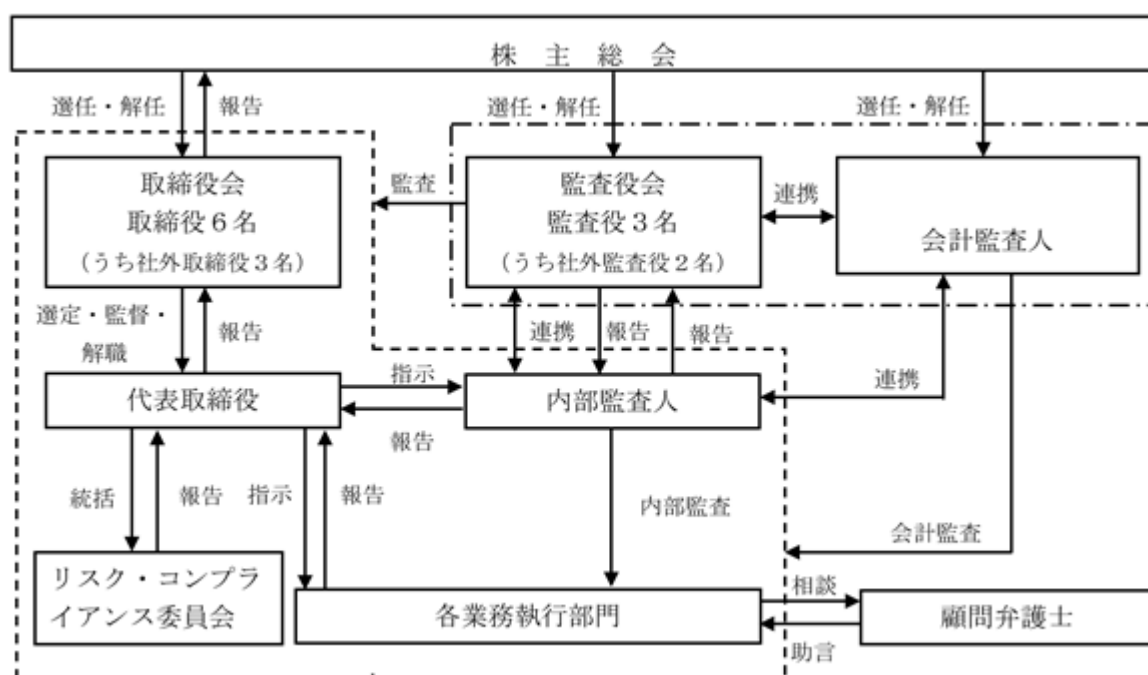 株 主 総 会
選任・解任
報告
選任・解任
選任・解任
取締役会
取締役６名
（うち社外取締役３名）
監査
監査役会
監査役３名
（うち社外監査役２名）
連携
会計監査人
選定・監督・
解職
報告
連携
報告
報告
代表取締役
指示
報告
内部監査人
連携
統括
報告
指示
報告
内部監査
会計監査
リスク・コンプラ
イアンス委員会
各業務執行部門
相談
助言
顧問弁護士